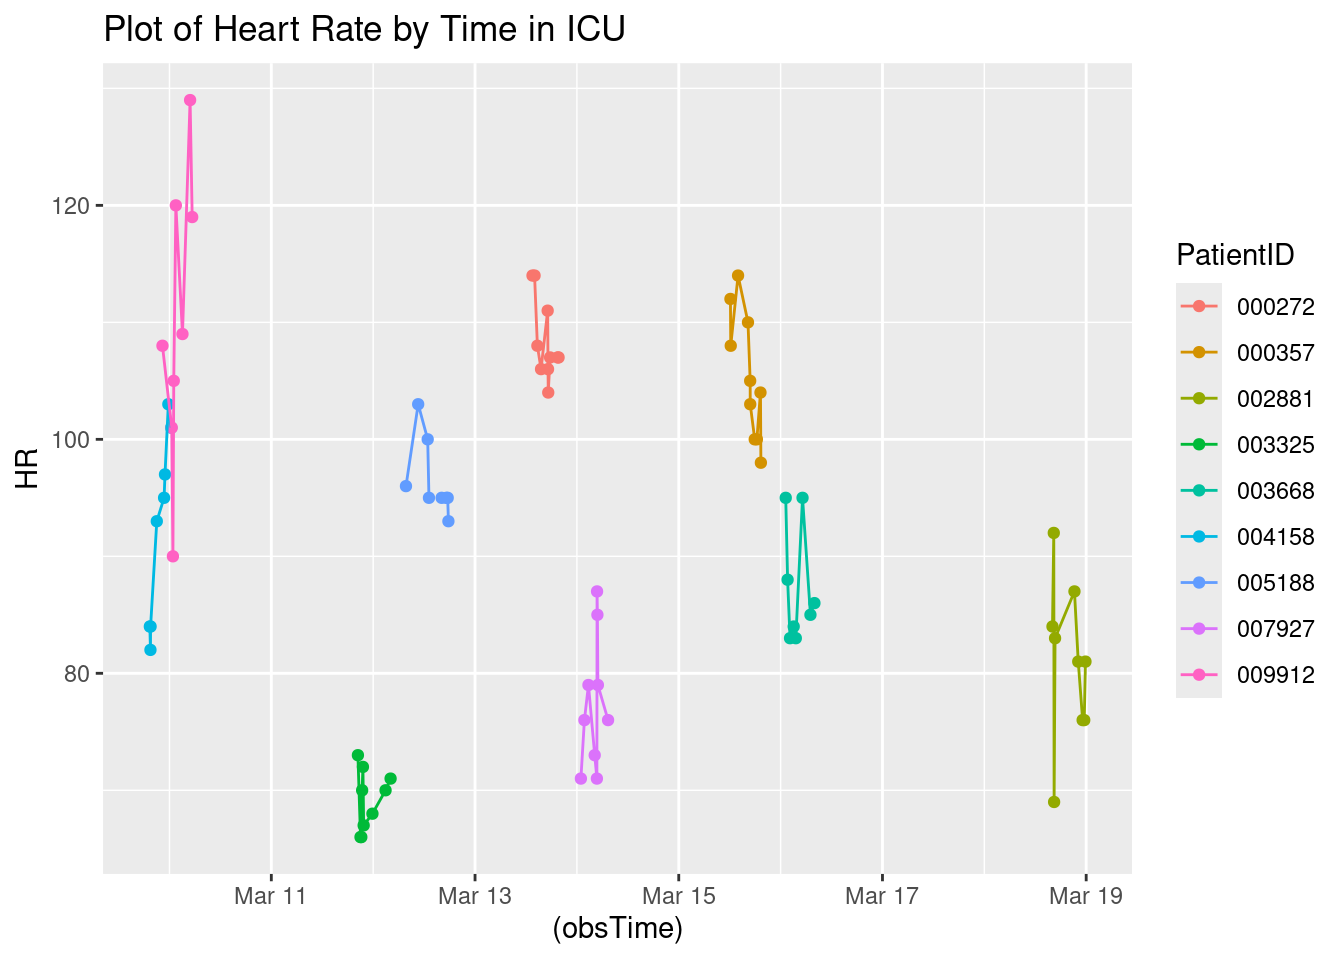 Plot of Heart Rate by Time in ICU
120
100
80
HR
Mar 11
Mar 13
Mar 15
Mar 17
Mar 19
(obsTime)
PatientID
000272
000357
002881
003325
003668
004158
005188
007927
009912